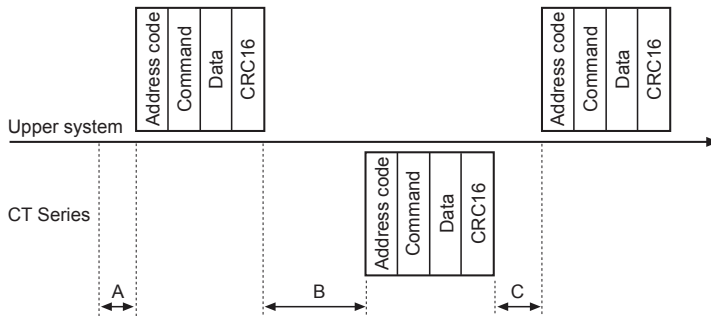 Address code
Command
Data
CRC16
Address code
Command
Data
CRC16
Upper system
Address code
Command
Data
CRC16
CT Series
A
B
C